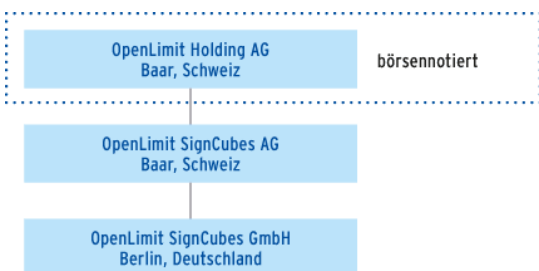 OpenLimit Holding AG
Baar, Schweiz
börsennotiert
OpenLimit SignCubes AG
Baar, Schweiz
OpenLimit SignCubes GmbH
Berlin, Deutschland